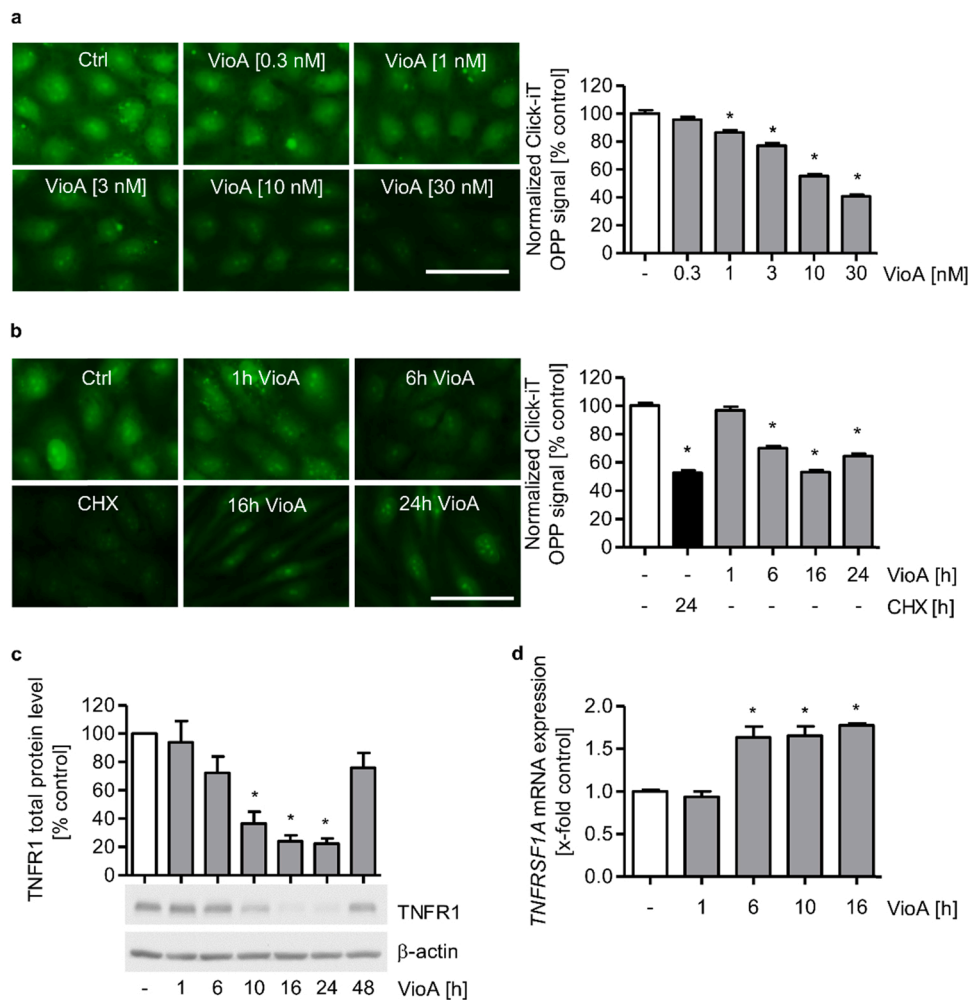 a
Ctrl
VioA [0.3 nM]
VioA [1 nM]
VioA [3 nM]
VioA [10 nM]
VioA [30 nM]
Normalized Click-iT
OPP signal [% control]
120
100
80
60
40
20
0
* * * *
- 0.3 1 3 10 30 VioA [nM]
b
Ctrl
1h VioA
6h VioA
CHX
16h VioA
24h VioA
Normalized Click-iT
OPP signal [% control]
120
100
80
60
40
20
0
* * * *
- - 1 6 16 24 VioA [h]
- 24 - - - - CHX [h]
c
TNFR1 total protein level
[% control]
120
100
80
60
40
20
0
* * *
TNFR1
β-actin
- 1 6 10 16 24 48 VioA [h]
d
TNFRSF1A mRNA expression
[x-fold control]
2.0
1.5
1.0
0.5
0.0
* * *
- 1 6 10 16 VioA [h]